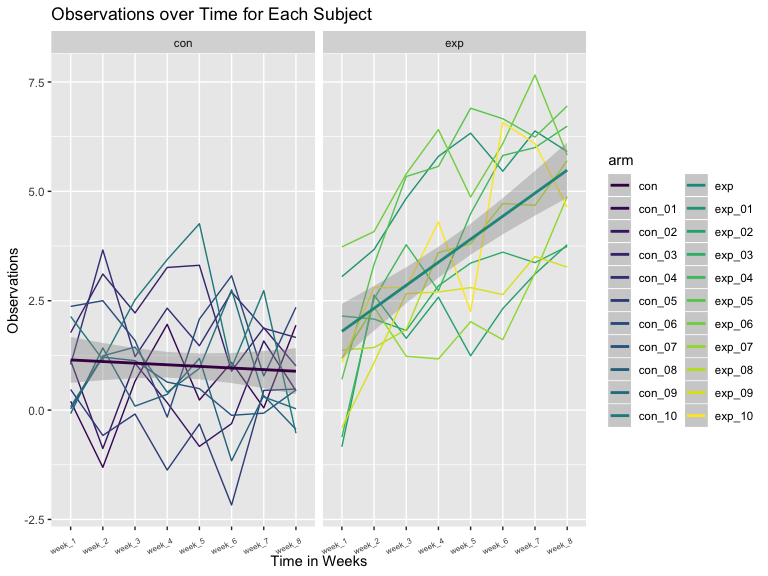 Observations over Time for Each Subject
con exp
7.5
5.0
2.5
0.0
-2.5
Observations
week_1 week_2 week_3 week_4 week_5 week_6 week_7 week_8 week_1 week_2 week_3 week_4 week_5 week_6 week_7 week_8
Time in Weeks
arm
con exp
con_01 exp_01
con_02 exp_02
con_03 exp_03
con_04 exp_04
con_05 exp_05
con_06 exp_06
con_07 exp_07
con_08 exp_08
con_09 exp_09
con_10 exp_10